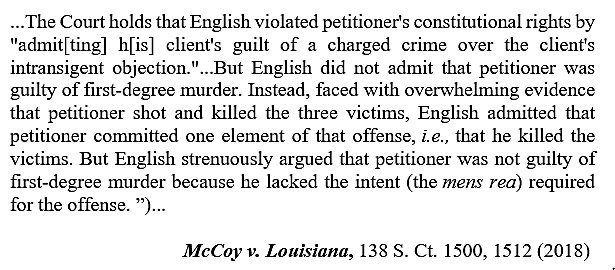 ...The Court holds that English violated petitioner's constitutional rights by
"admit[ting] h[is] client's guilt of a charged crime over the client's
intransigent objection."...But English did not admit that petitioner was
guilty of first-degree murder. Instead, faced with overwhelming evidence
that petitioner shot and killed the three victims, English admitted that
petitioner committed one element of that offense, i.e., that he killed the
victims. But English strenuously argued that petitioner was not guilty of
first-degree murder because he lacked the intent (the mens rea) required
for the offense. ”)...
McCoy v. Louisiana, 138 S. Ct. 1500, 1512 (2018)